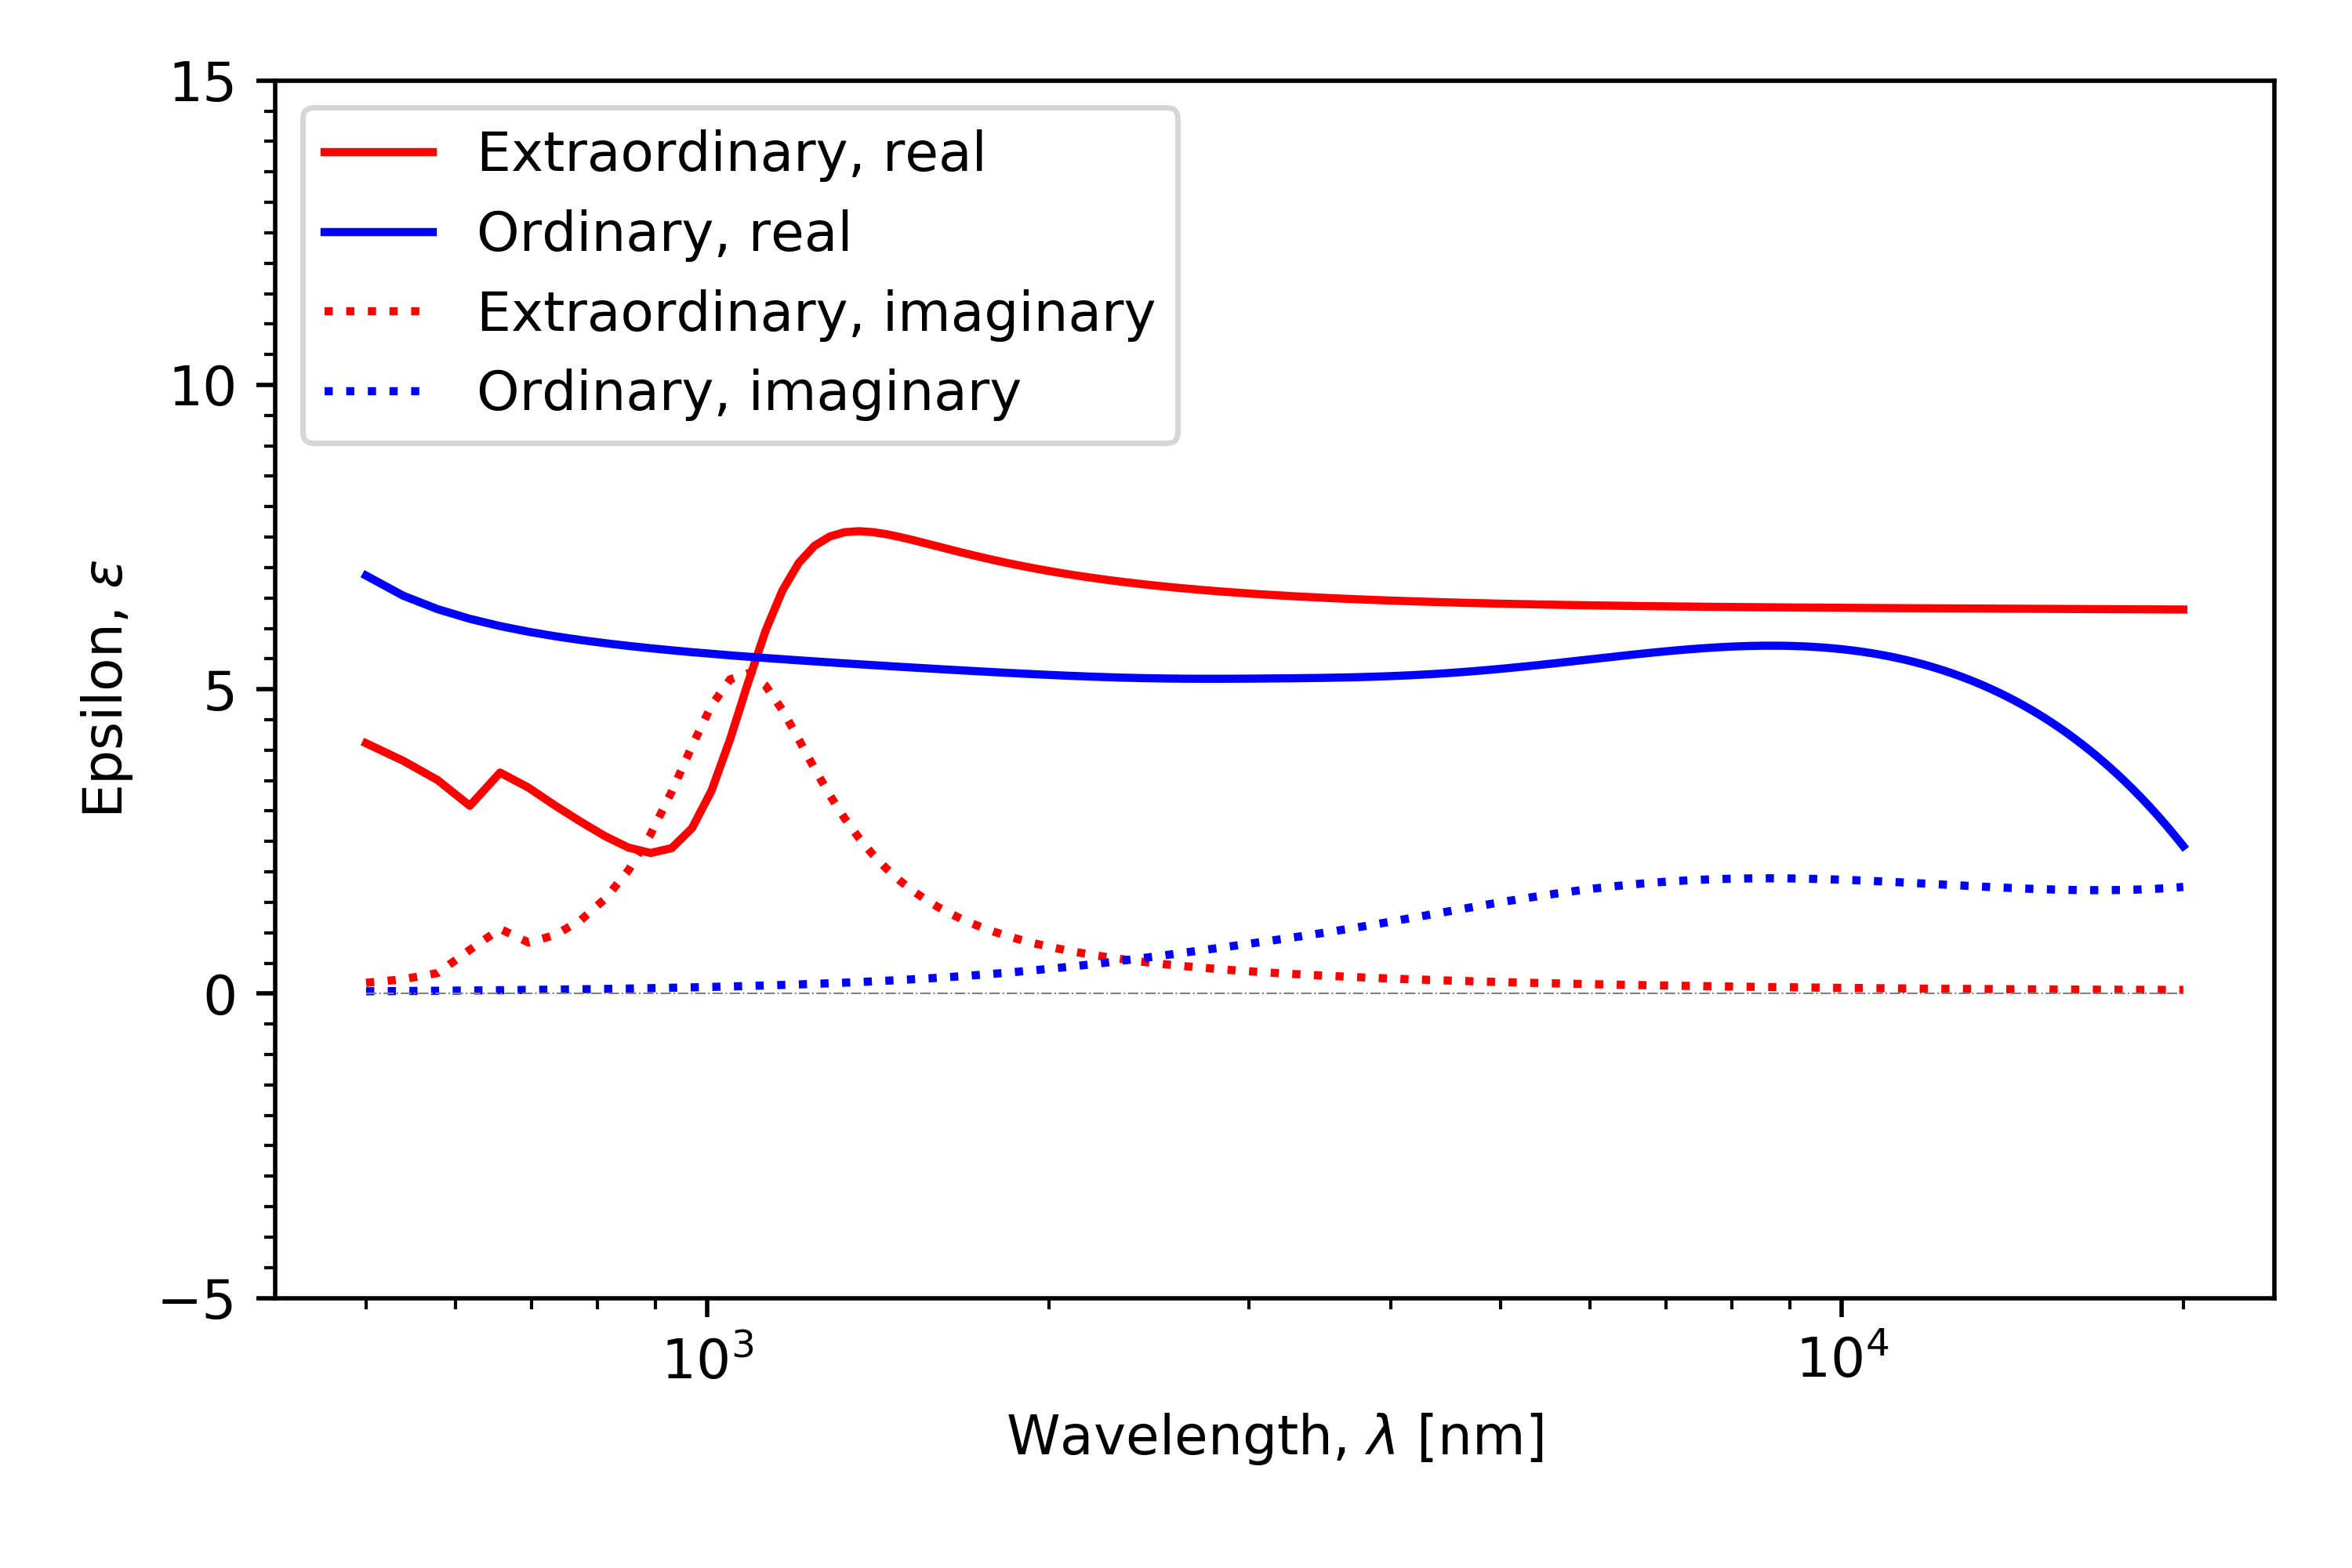 15
10
5
0
−5
Epsilon, ε
Extraordinary, real
Ordinary, real
Extraordinary, imaginary
Ordinary, imaginary
10³
10⁴
Wavelength, λ [nm]